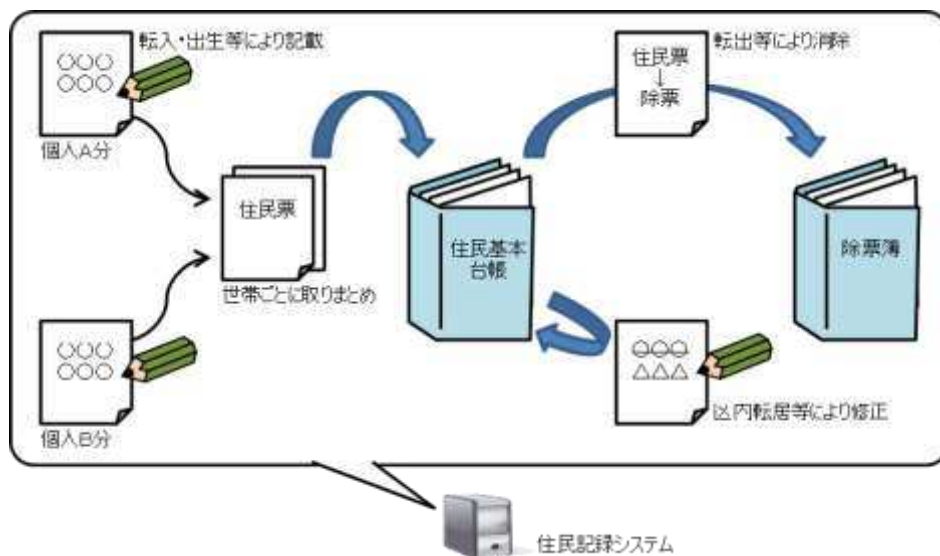 転入・出生等により記載
個人A分
住民票
世帯ごとに取りまとめ
個人B分
住民基本
台帳
転出等により消除
住民票
↓
除票
除票簿
○○○
△△△
区内転居等により修正
住民記録システム